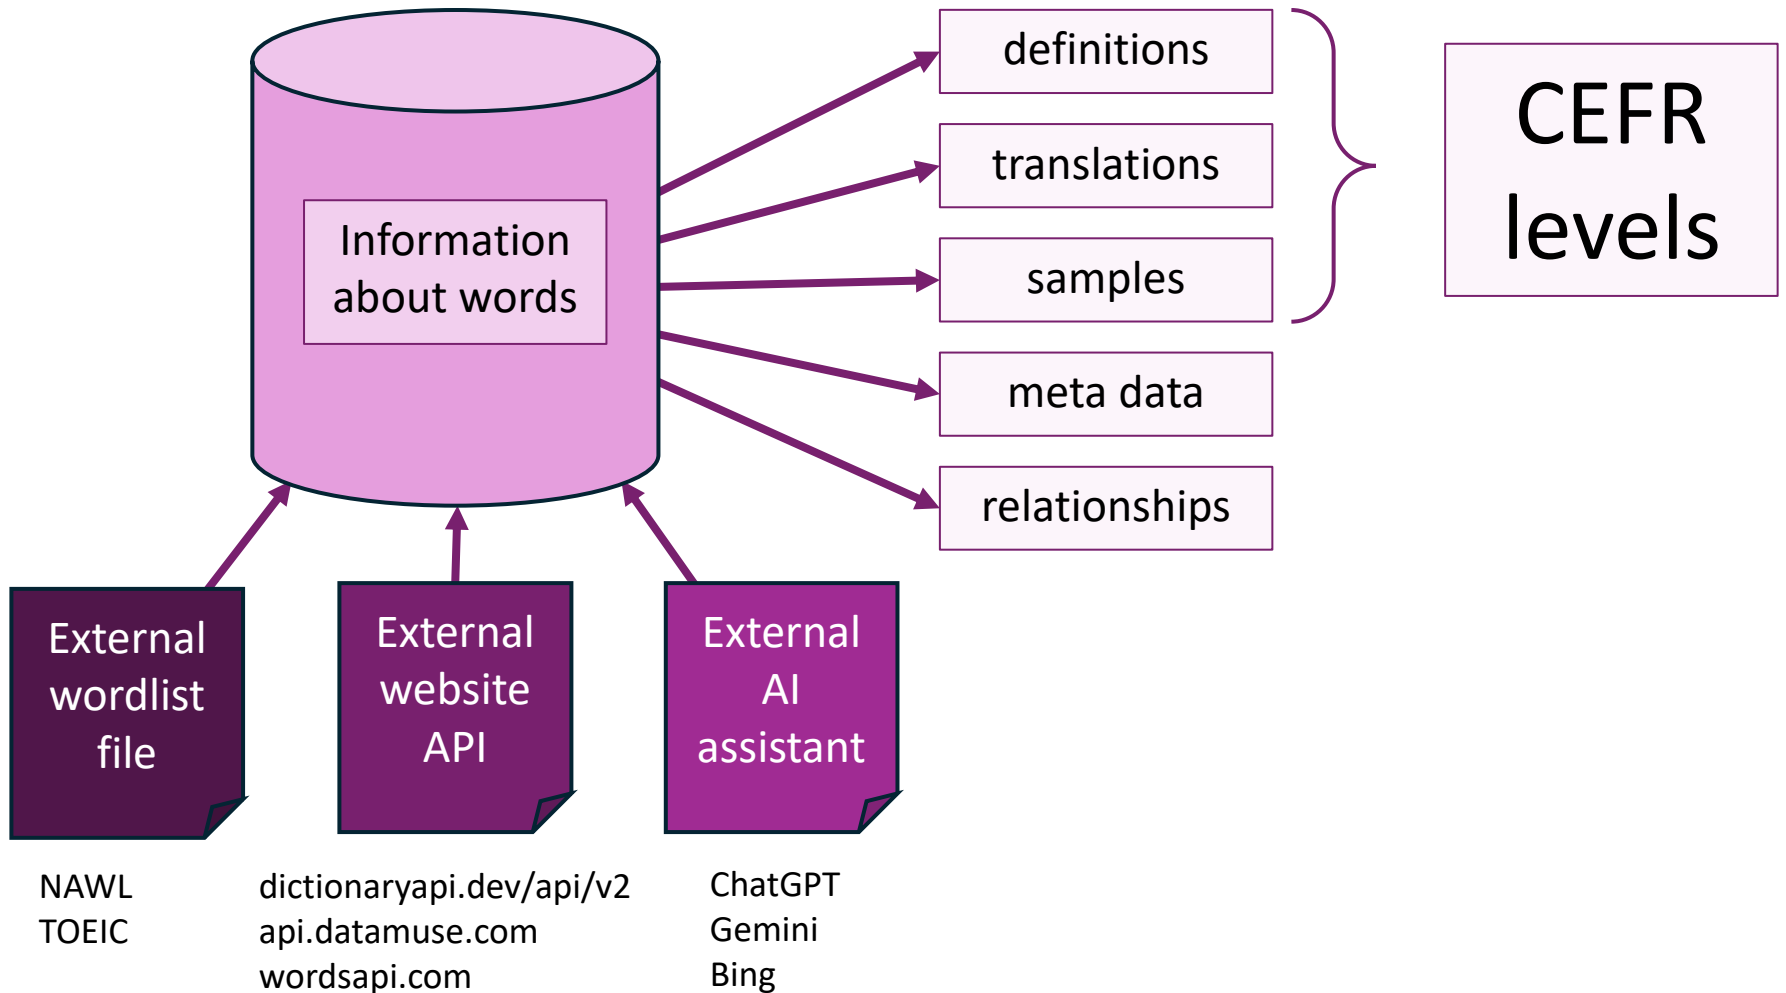 Information
about words
definitions
translations
samples
meta data
relationships
CEFR
levels
External
wordlist
file
External
website
API
External
AI
assistant
NAWL
TOEIC
dictionaryapi.dev/api/v2
api.datamuse.com
wordsapi.com
ChatGPT
Gemini
Bing